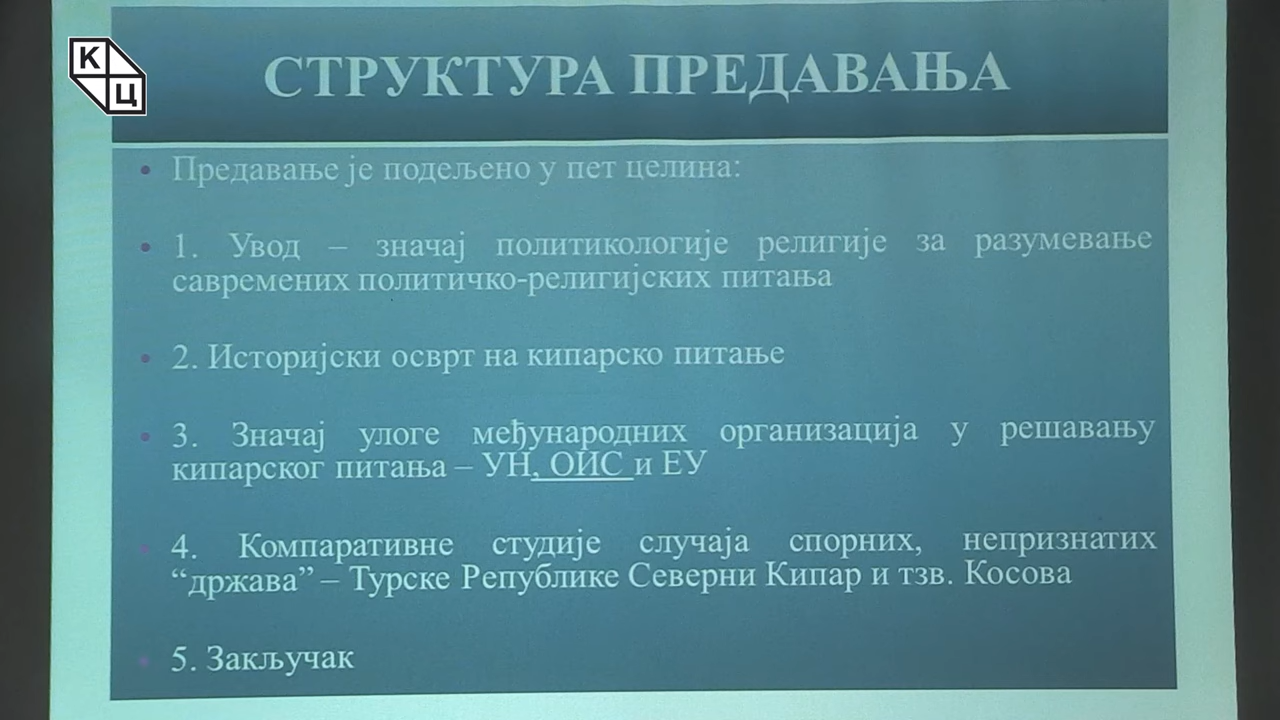 К
Ц
СТРУКТУРА ПРЕДАВАЊА
• Предавање је подељено у пет целина:
• 1. Увод – значај политикологије религије за разумевање
савремених политичко-религијских питања
• 2. Историјски осврт на кипарско питање
• 3. Значај улоге међународних организација у решавању
кипарског питања – УН, ОИС и ЕУ
• 4. Компаративне студије случаја спорних, непризнатих
“држава” – Турске Републике Северни Кипар и тзв. Косова
• 5. Закључак